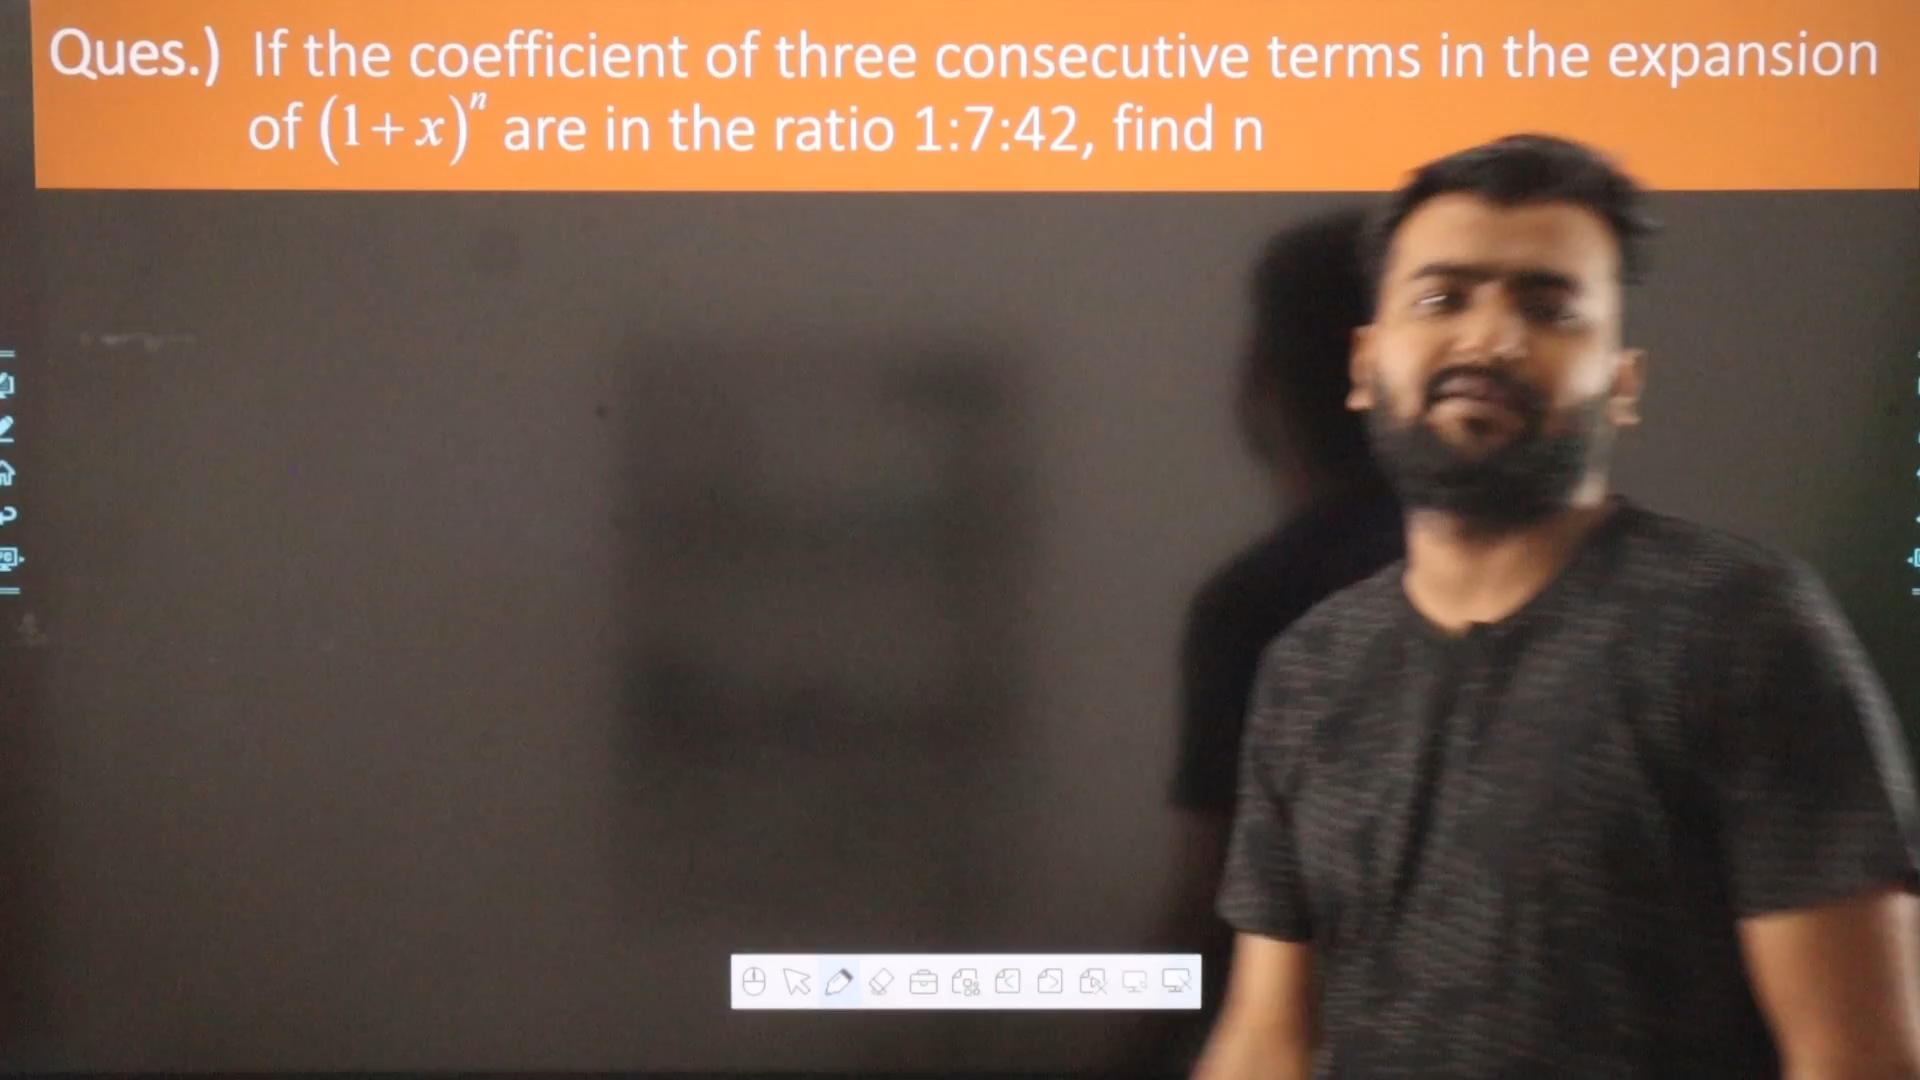 Ques.) If the coefficient of three consecutive terms in the expansion
of (1+x)ⁿ are in the ratio 1:7:42, find n